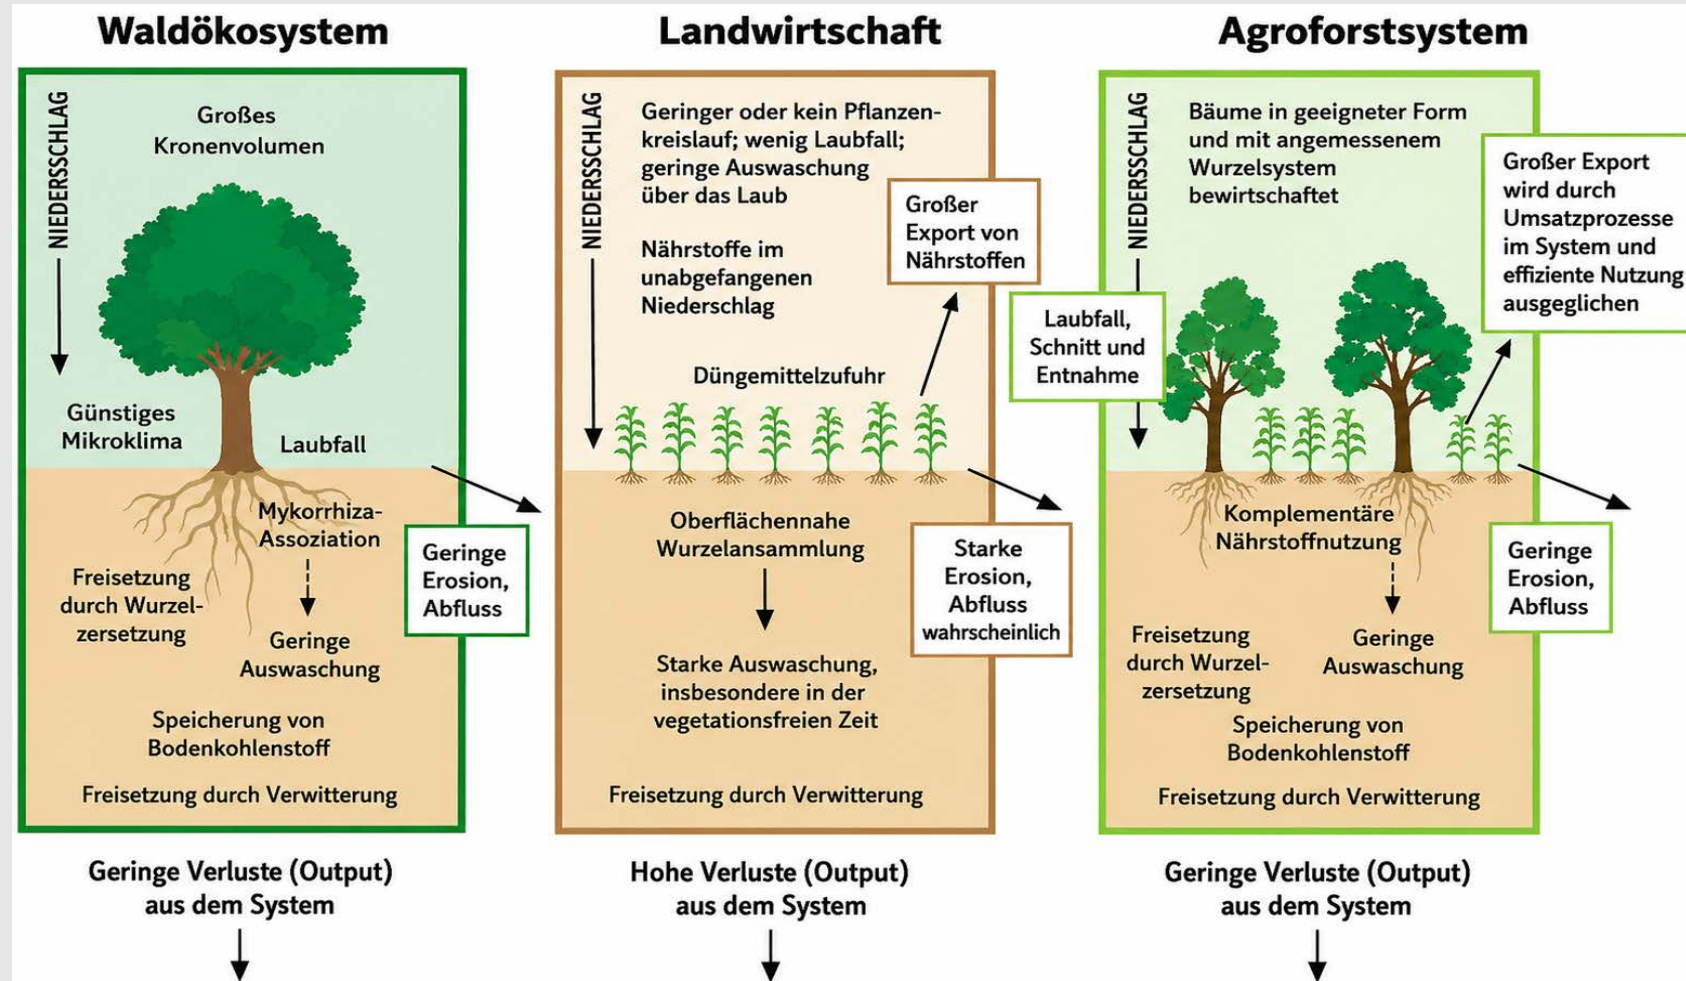 Waldökosystem
NIEDERSSCHLAG
Großes
Kronenvolumen
Günstiges
Mikroklima
Laubfall
Mykorrhiza-
Assoziation
Freisetzung
durch Wurzel-
zersetzung
Geringe
Auswaschung
Geringe
Erosion,
Abfluss
Speicherung von
Bodenkohlenstoff
Freisetzung durch Verwitterung
Geringe Verluste (Output)
aus dem System
Landwirtschaft
NIEDERSSCHLAG
Geringer oder kein Pflanzen-
kreislauf; wenig Laubfall;
geringe Auswaschung
über das Laub
Großer
Export von
Nährstoffen
Nährstoffe im
unabgefangenen
Niederschlag
Düngemittelzufuhr
Oberflächennahe
Wurzelansammlung
Starke
Erosion,
Abfluss
wahrscheinlich
Starke Auswaschung,
insbesondere in der
vegetationsfreien Zeit
Freisetzung durch Verwitterung
Hohe Verluste (Output)
aus dem System
Agroforstsystem
NIEDERSSCHLAG
Bäume in geeigneter Form
und mit angemessenem
Wurzelsystem
bewirtschaftet
Großer Export
wird durch
Umsatzprozesse
im System und
effiziente Nutzung
ausgeglichen
Laubfall,
Schnitt und
Entnahme
Komplementäre
Nährstoffnutzung
Geringe
Erosion,
Abfluss
Freisetzung
durch Wurzel-
zersetzung
Geringe
Auswaschung
Speicherung von
Bodenkohlenstoff
Freisetzung durch Verwitterung
Geringe Verluste (Output)
aus dem System